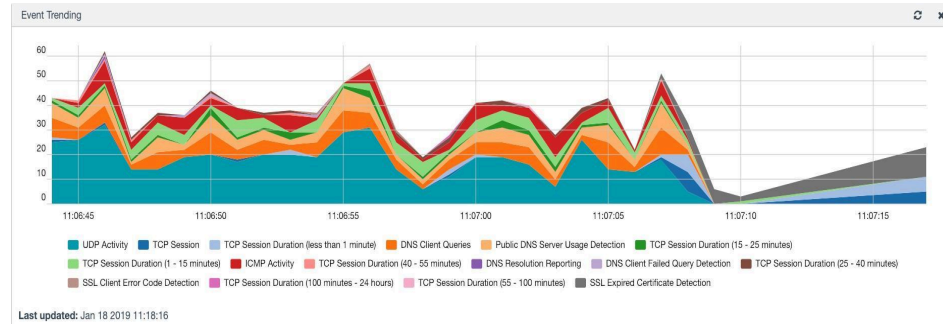 Event Trending
60
50
40
30
20
10
0
11:06:45 11:06:50 11:06:55 11:07:00 11:07:05 11:07:10 11:07:15
UDP Activity TCP Session TCP Session Duration (less than 1 minute) DNS Client Queries Public DNS Server Usage Detection TCP Session Duration (15 - 25 minutes)
TCP Session Duration (1 - 15 minutes) ICMP Activity TCP Session Duration (40 - 55 minutes) DNS Resolution Reporting DNS Client Failed Query Detection TCP Session Duration (25 - 40 minutes)
SSL Client Error Code Detection TCP Session Duration (100 minutes - 24 hours) TCP Session Duration (55 - 100 minutes) SSL Expired Certificate Detection
Last updated: Jan 18 2019 11:18:16